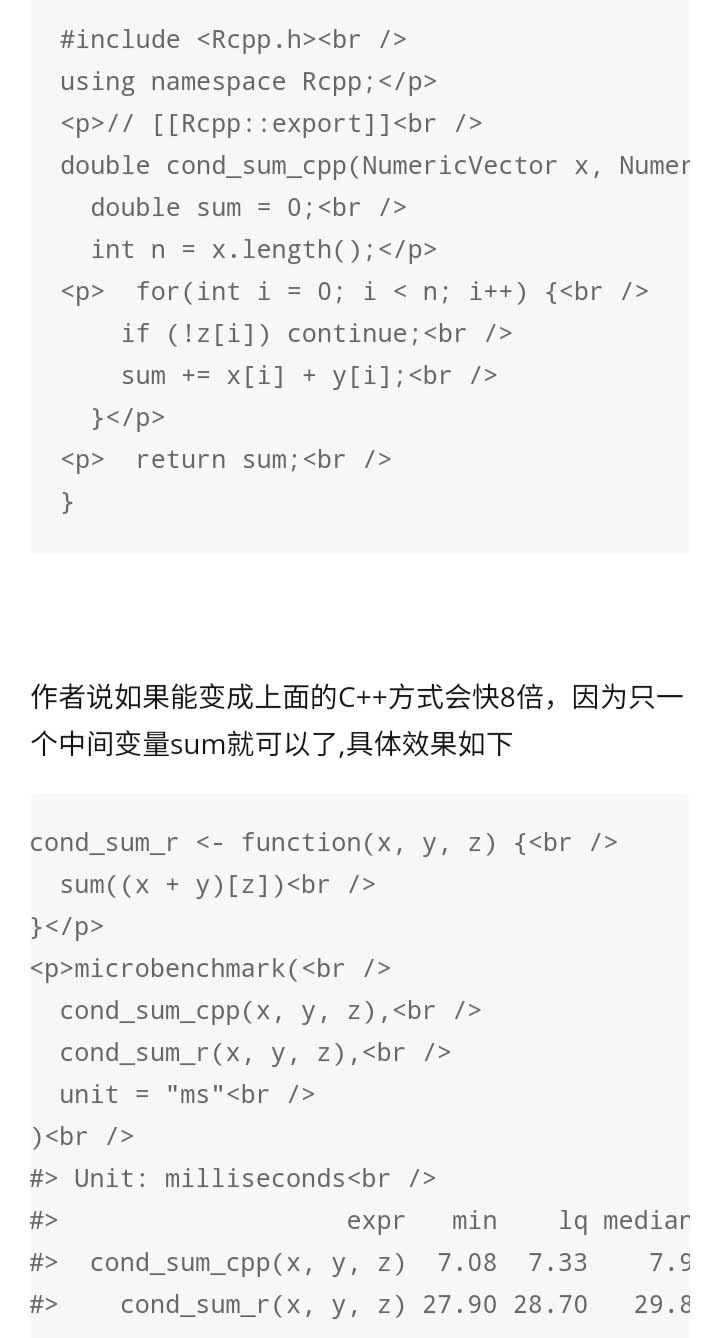 #include <Rcpp.h><br />
using namespace Rcpp;</p>
<p>// [[Rcpp::export]]<br />
double cond_sum_cpp(NumericVector x, Numer
  double sum = 0;<br />
  int n = x.length();</p>
<p>  for(int i = 0; i < n; i++) {<br />
    if (!z[i]) continue;<br />
    sum += x[i] + y[i];<br />
  }</p>
<p>  return sum;<br />
}
作者说如果能变成上面的C++方式会快8倍，因为只一
个中间变量sum就可以了,具体效果如下
cond_sum_r <- function(x, y, z) {<br />
  sum((x + y)[z])<br />
}</p>
<p>microbenchmark(<br />
  cond_sum_cpp(x, y, z),<br />
  cond_sum_r(x, y, z),<br />
  unit = "ms"<br />
)<br />
#> Unit: milliseconds<br />
#>                   expr   min    lq median
#>  cond_sum_cpp(x, y, z)  7.08  7.33    7.9
#>    cond_sum_r(x, y, z) 27.90 28.70   29.8